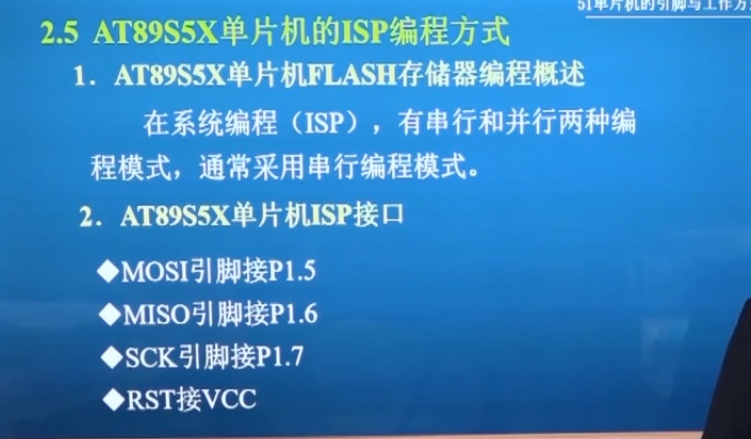 51单片机的引脚与工作方
2.5 AT89S5X单片机的ISP编程方式
1．AT89S5X单片机FLASH存储器编程概述
在系统编程（ISP），有串行和并行两种编
程模式，通常采用串行编程模式。
2．AT89S5X单片机ISP接口
◆MOSI引脚接P1.5
◆MISO引脚接P1.6
◆SCK引脚接P1.7
◆RST接VCC